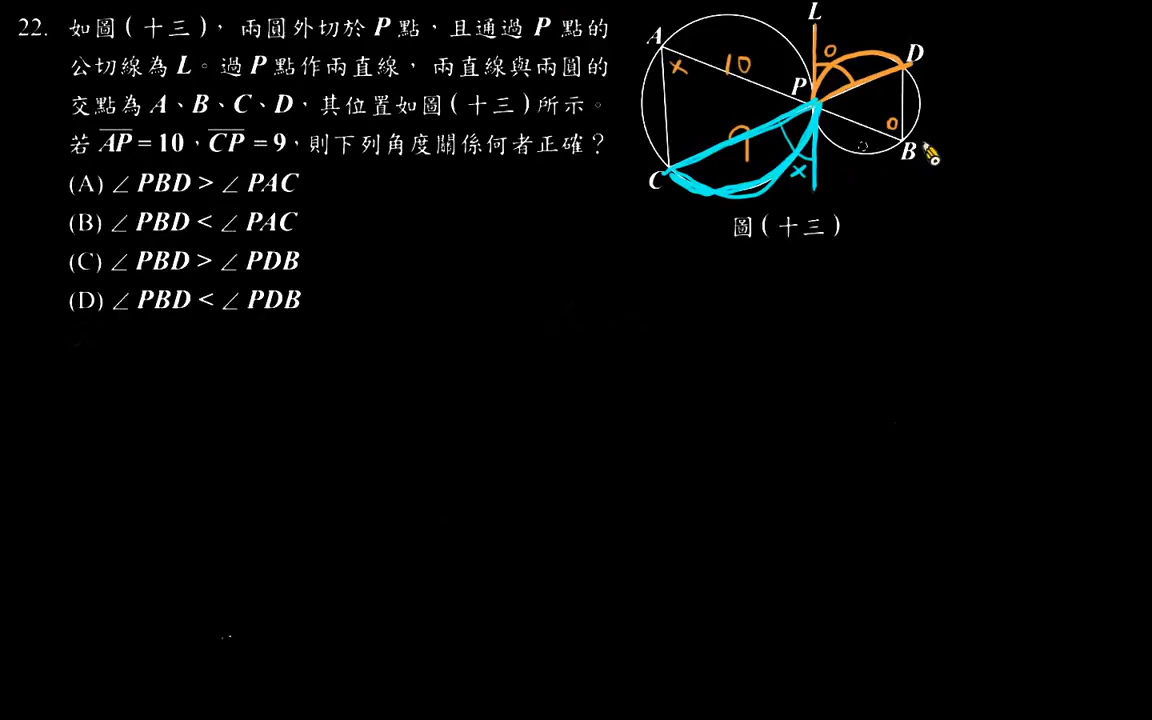 22. 如圖(十三)，兩圓外切於 P 點，且通過 P 點的
公切線為 L。過 P 點作兩直線，兩直線與兩圓的
交點為 A、B、C、D，其位置如圖(十三)所示。
若 AP = 10，CP = 9，則下列角度關係何者正確？
(A) ∠PBD > ∠PAC
(B) ∠PBD < ∠PAC
(C) ∠PBD > ∠PDB
(D) ∠PBD < ∠PDB
L
A
x
10
o
D
P
9
o
B
C
x
圖(十三)